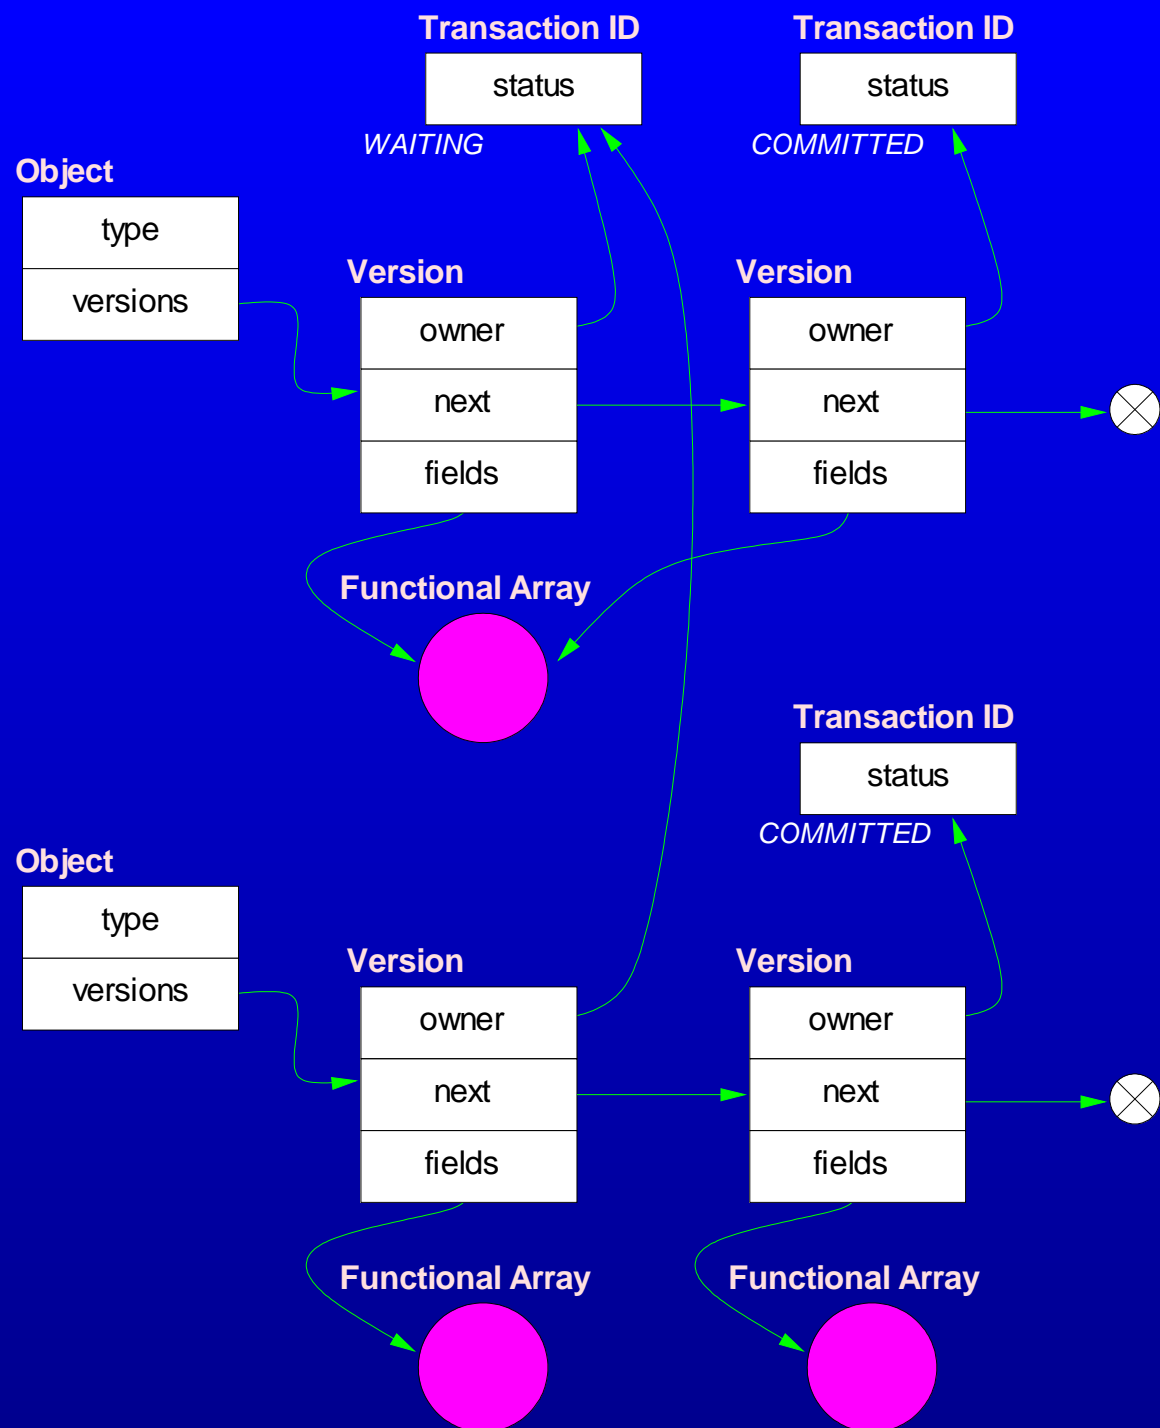 Transaction ID
Transaction ID
status
status
WAITING
COMMITTED
Object
type
versions
Version
Version
owner
next
fields
owner
next
fields
Functional Array
Transaction ID
status
COMMITTED
Object
type
versions
Version
Version
owner
next
fields
owner
next
fields
Functional Array
Functional Array